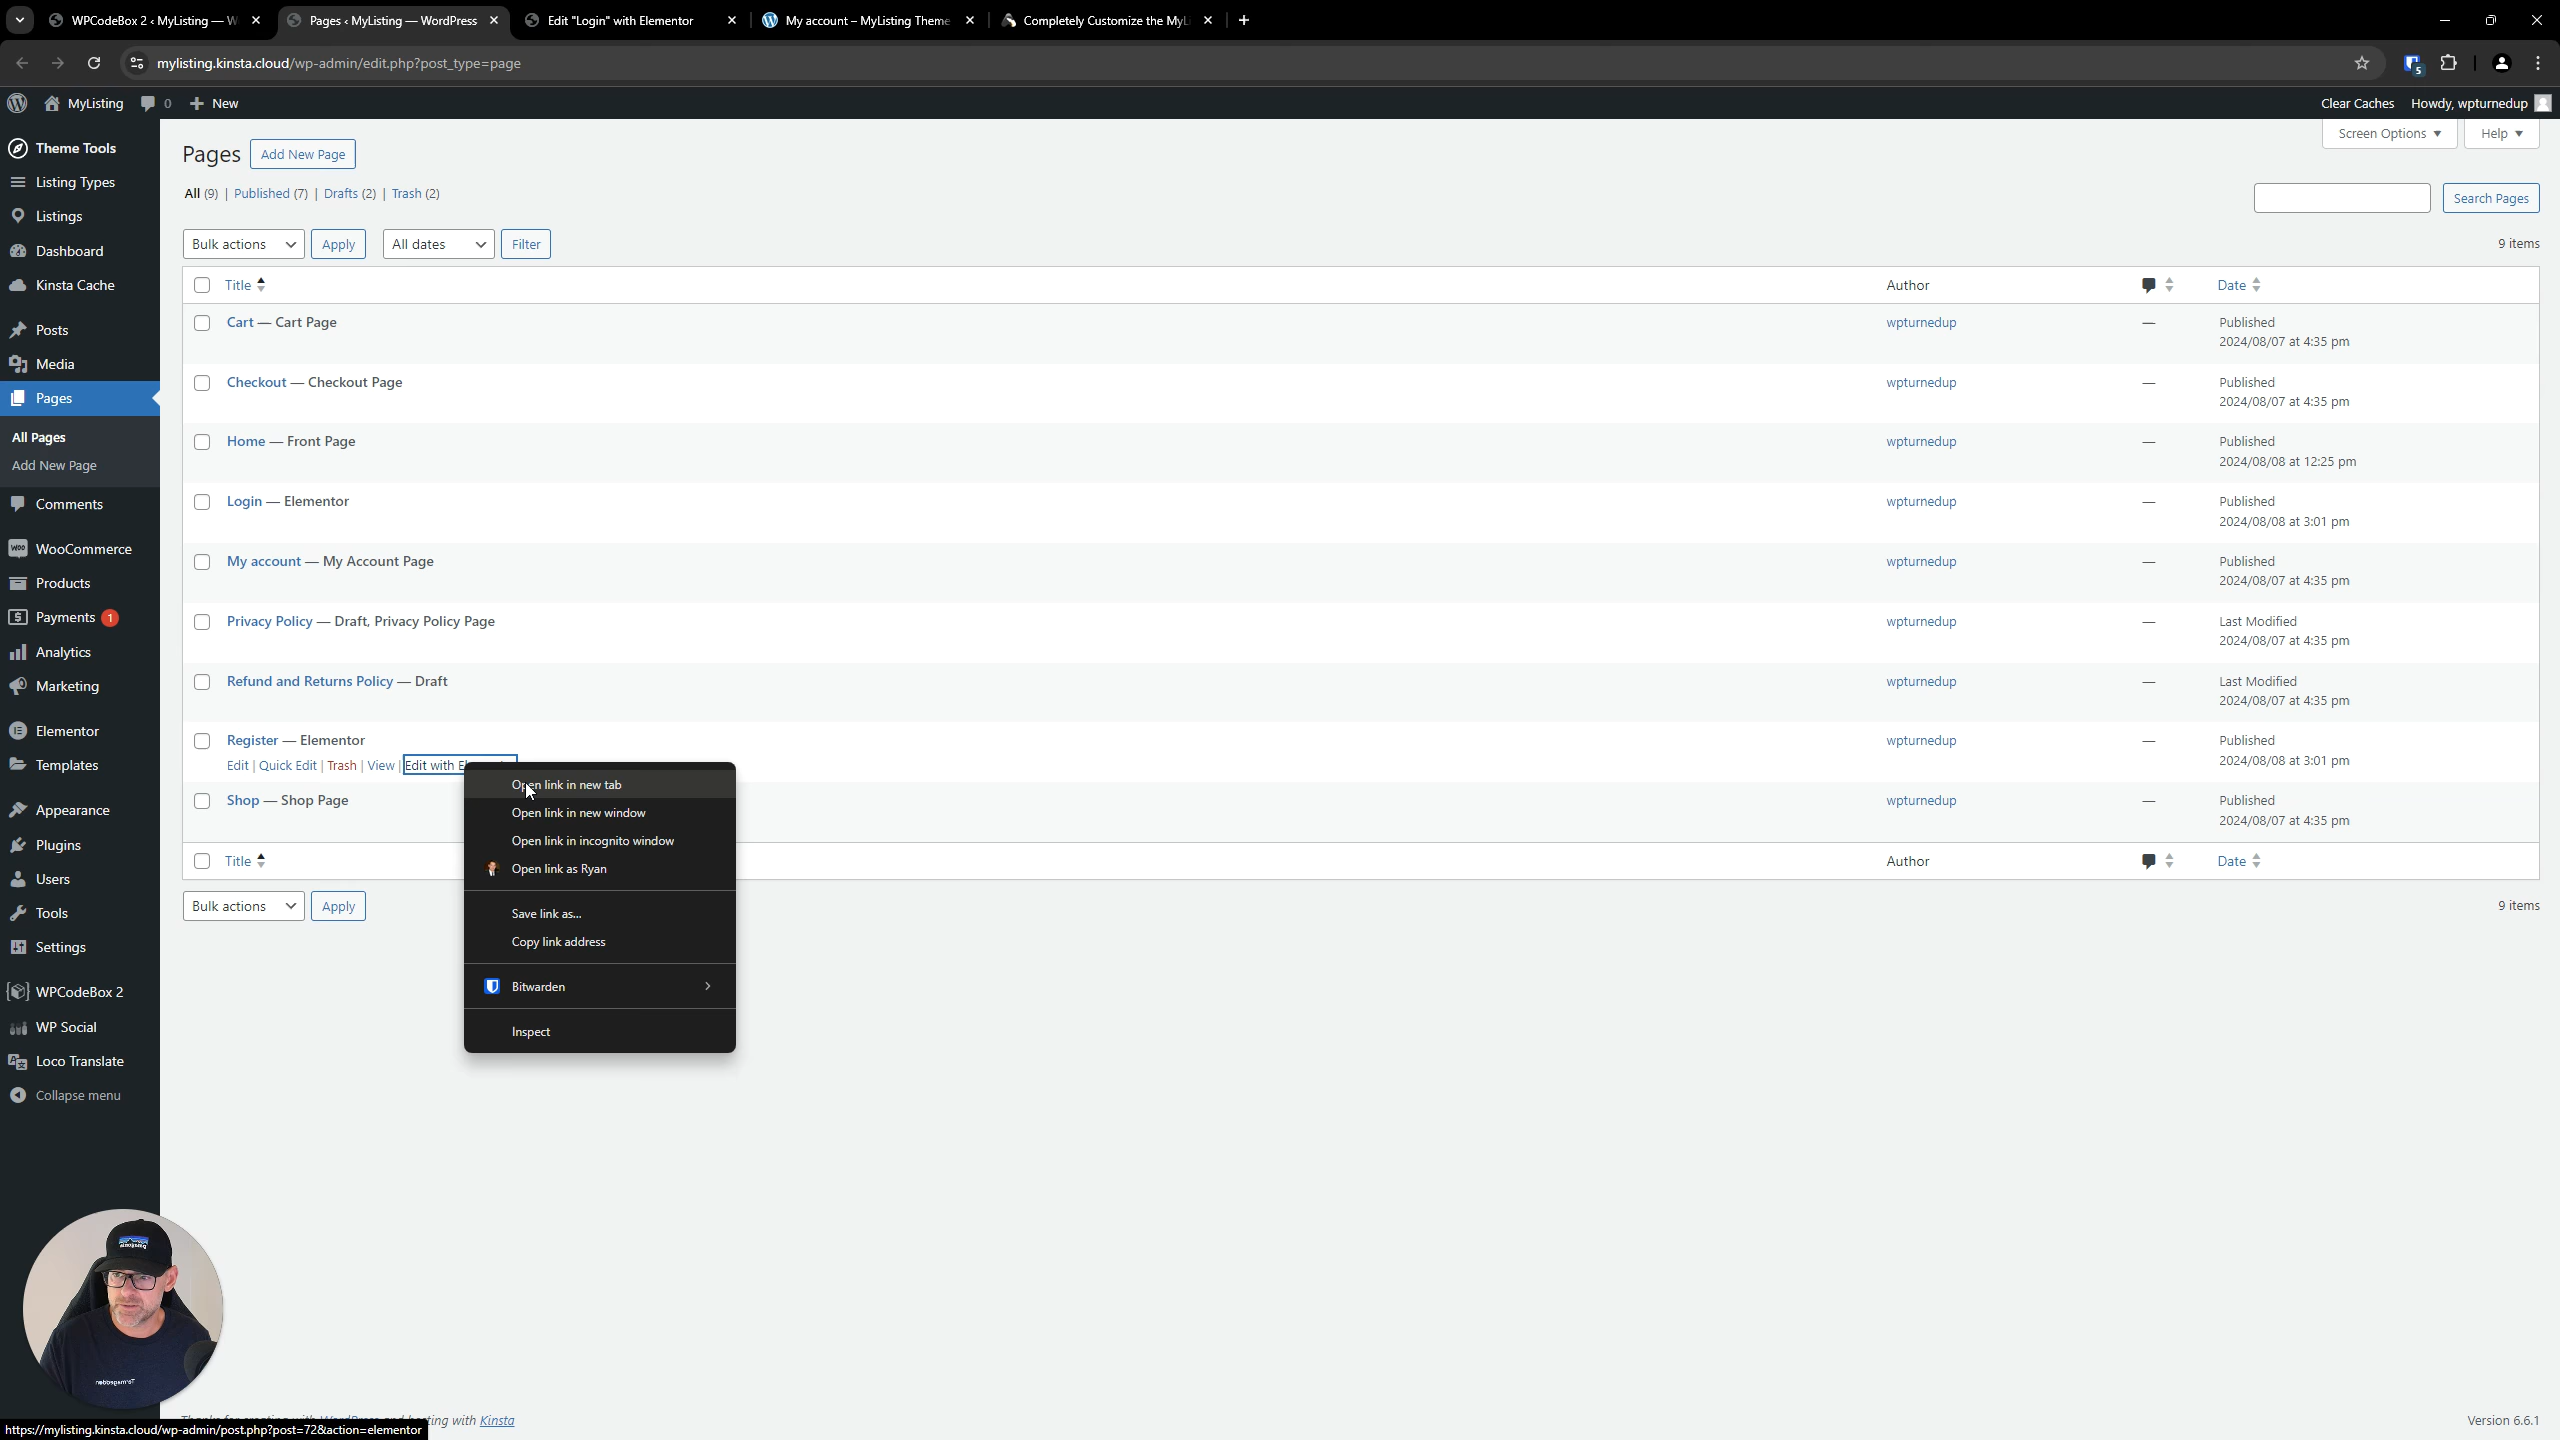 WPCodeBox 2 ‹ MyListing — W
Pages ‹ MyListing — WordPress
Edit "Login" with Elementor
My account – MyListing Theme
Completely Customize the MyLi
mylisting.kinsta.cloud/wp-admin/edit.php?post_type=page
5
MyListing
0
New
Clear Caches
Howdy, wpturnedup
Theme Tools
Listing Types
Listings
Dashboard
Kinsta Cache
Posts
Media
Pages
All Pages
Add New Page
Comments
WooCommerce
Products
Payments 1
Analytics
Marketing
Elementor
Templates
Appearance
Plugins
Users
Tools
Settings
WPCodeBox 2
WP Social
Loco Translate
Collapse menu
Pages
Add New Page
Screen Options
Help
All (9) | Published (7) | Drafts (2) | Trash (2)
Search Pages
Bulk actions
Apply
All dates
Filter
9 items
Title
Author
Date
Cart — Cart Page
wpturnedup
—
Published
2024/08/07 at 4:35 pm
Checkout — Checkout Page
wpturnedup
—
Published
2024/08/07 at 4:35 pm
Home — Front Page
wpturnedup
—
Published
2024/08/08 at 12:25 pm
Login — Elementor
wpturnedup
—
Published
2024/08/08 at 3:01 pm
My account — My Account Page
wpturnedup
—
Published
2024/08/07 at 4:35 pm
Privacy Policy — Draft, Privacy Policy Page
wpturnedup
—
Last Modified
2024/08/07 at 4:35 pm
Refund and Returns Policy — Draft
wpturnedup
—
Last Modified
2024/08/07 at 4:35 pm
Register — Elementor
wpturnedup
—
Published
2024/08/08 at 3:01 pm
Edit | Quick Edit | Trash | View | Edit with
Shop — Shop Page
wpturnedup
—
Published
2024/08/07 at 4:35 pm
Title
Author
Date
Bulk actions
Apply
9 items
Open link in new tab
Open link in new window
Open link in incognito window
Open link as Ryan
Save link as...
Copy link address
Bitwarden
Inspect
hosting with Kinsta
Version 6.6.1
https://mylisting.kinsta.cloud/wp-admin/post.php?post=72&action=elementor